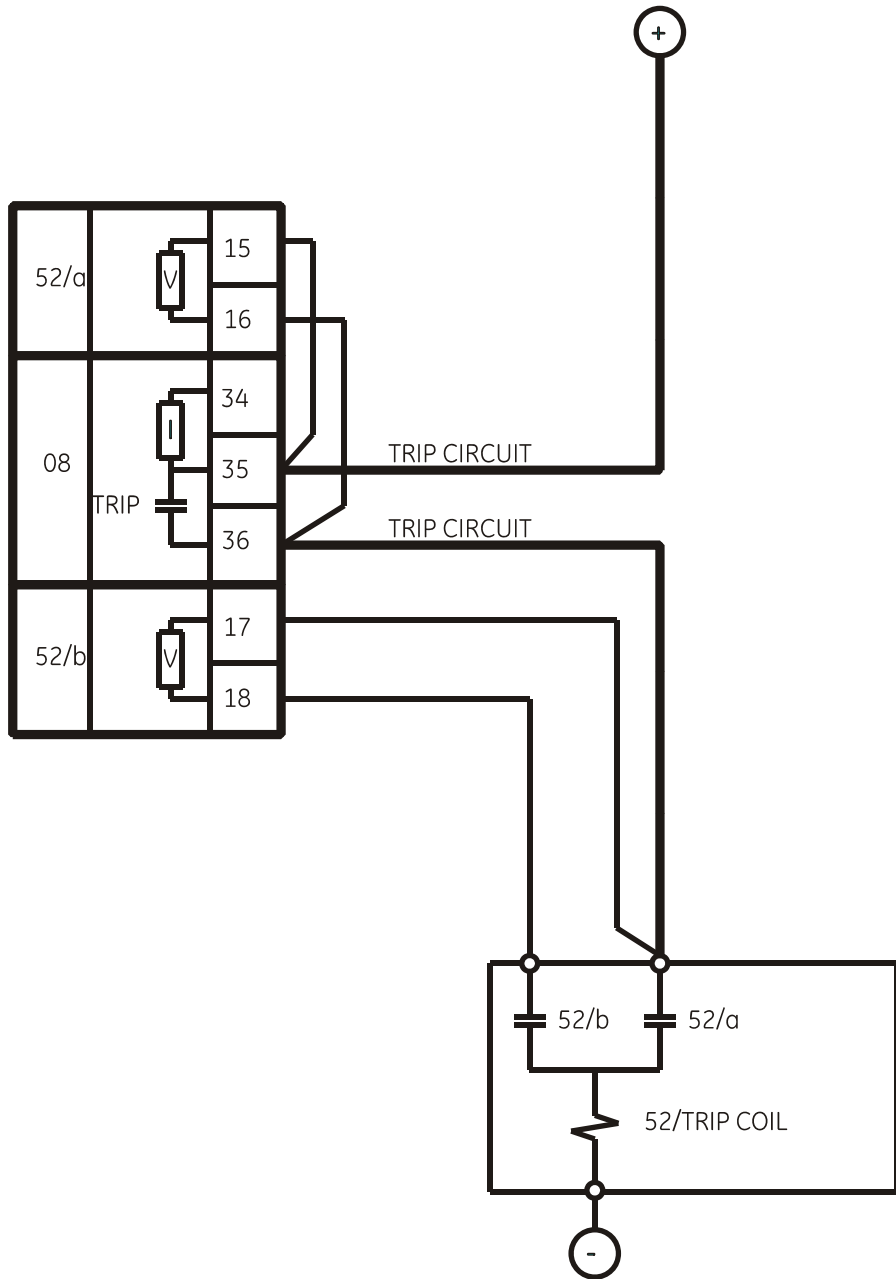 +
15
52/a
V
16
34
I
TRIP CIRCUIT
08
35
TRIP
TRIP CIRCUIT
36
17
52/b
V
18
52/b
52/a
52/TRIP COIL
-